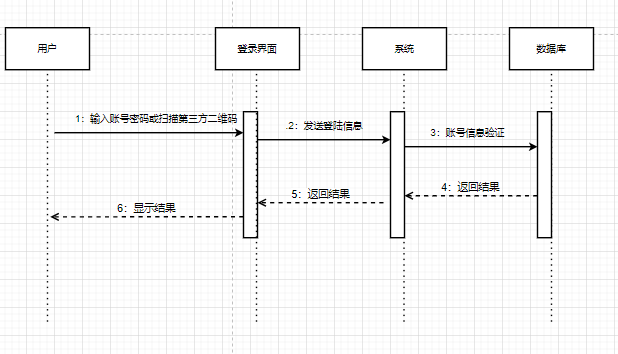 用户
登录界面
系统
数据库
1：输入账号密码或扫描第三方二维码
.2：发送登陆信息
3：账号信息验证
4：返回结果
5：返回结果
6：显示结果